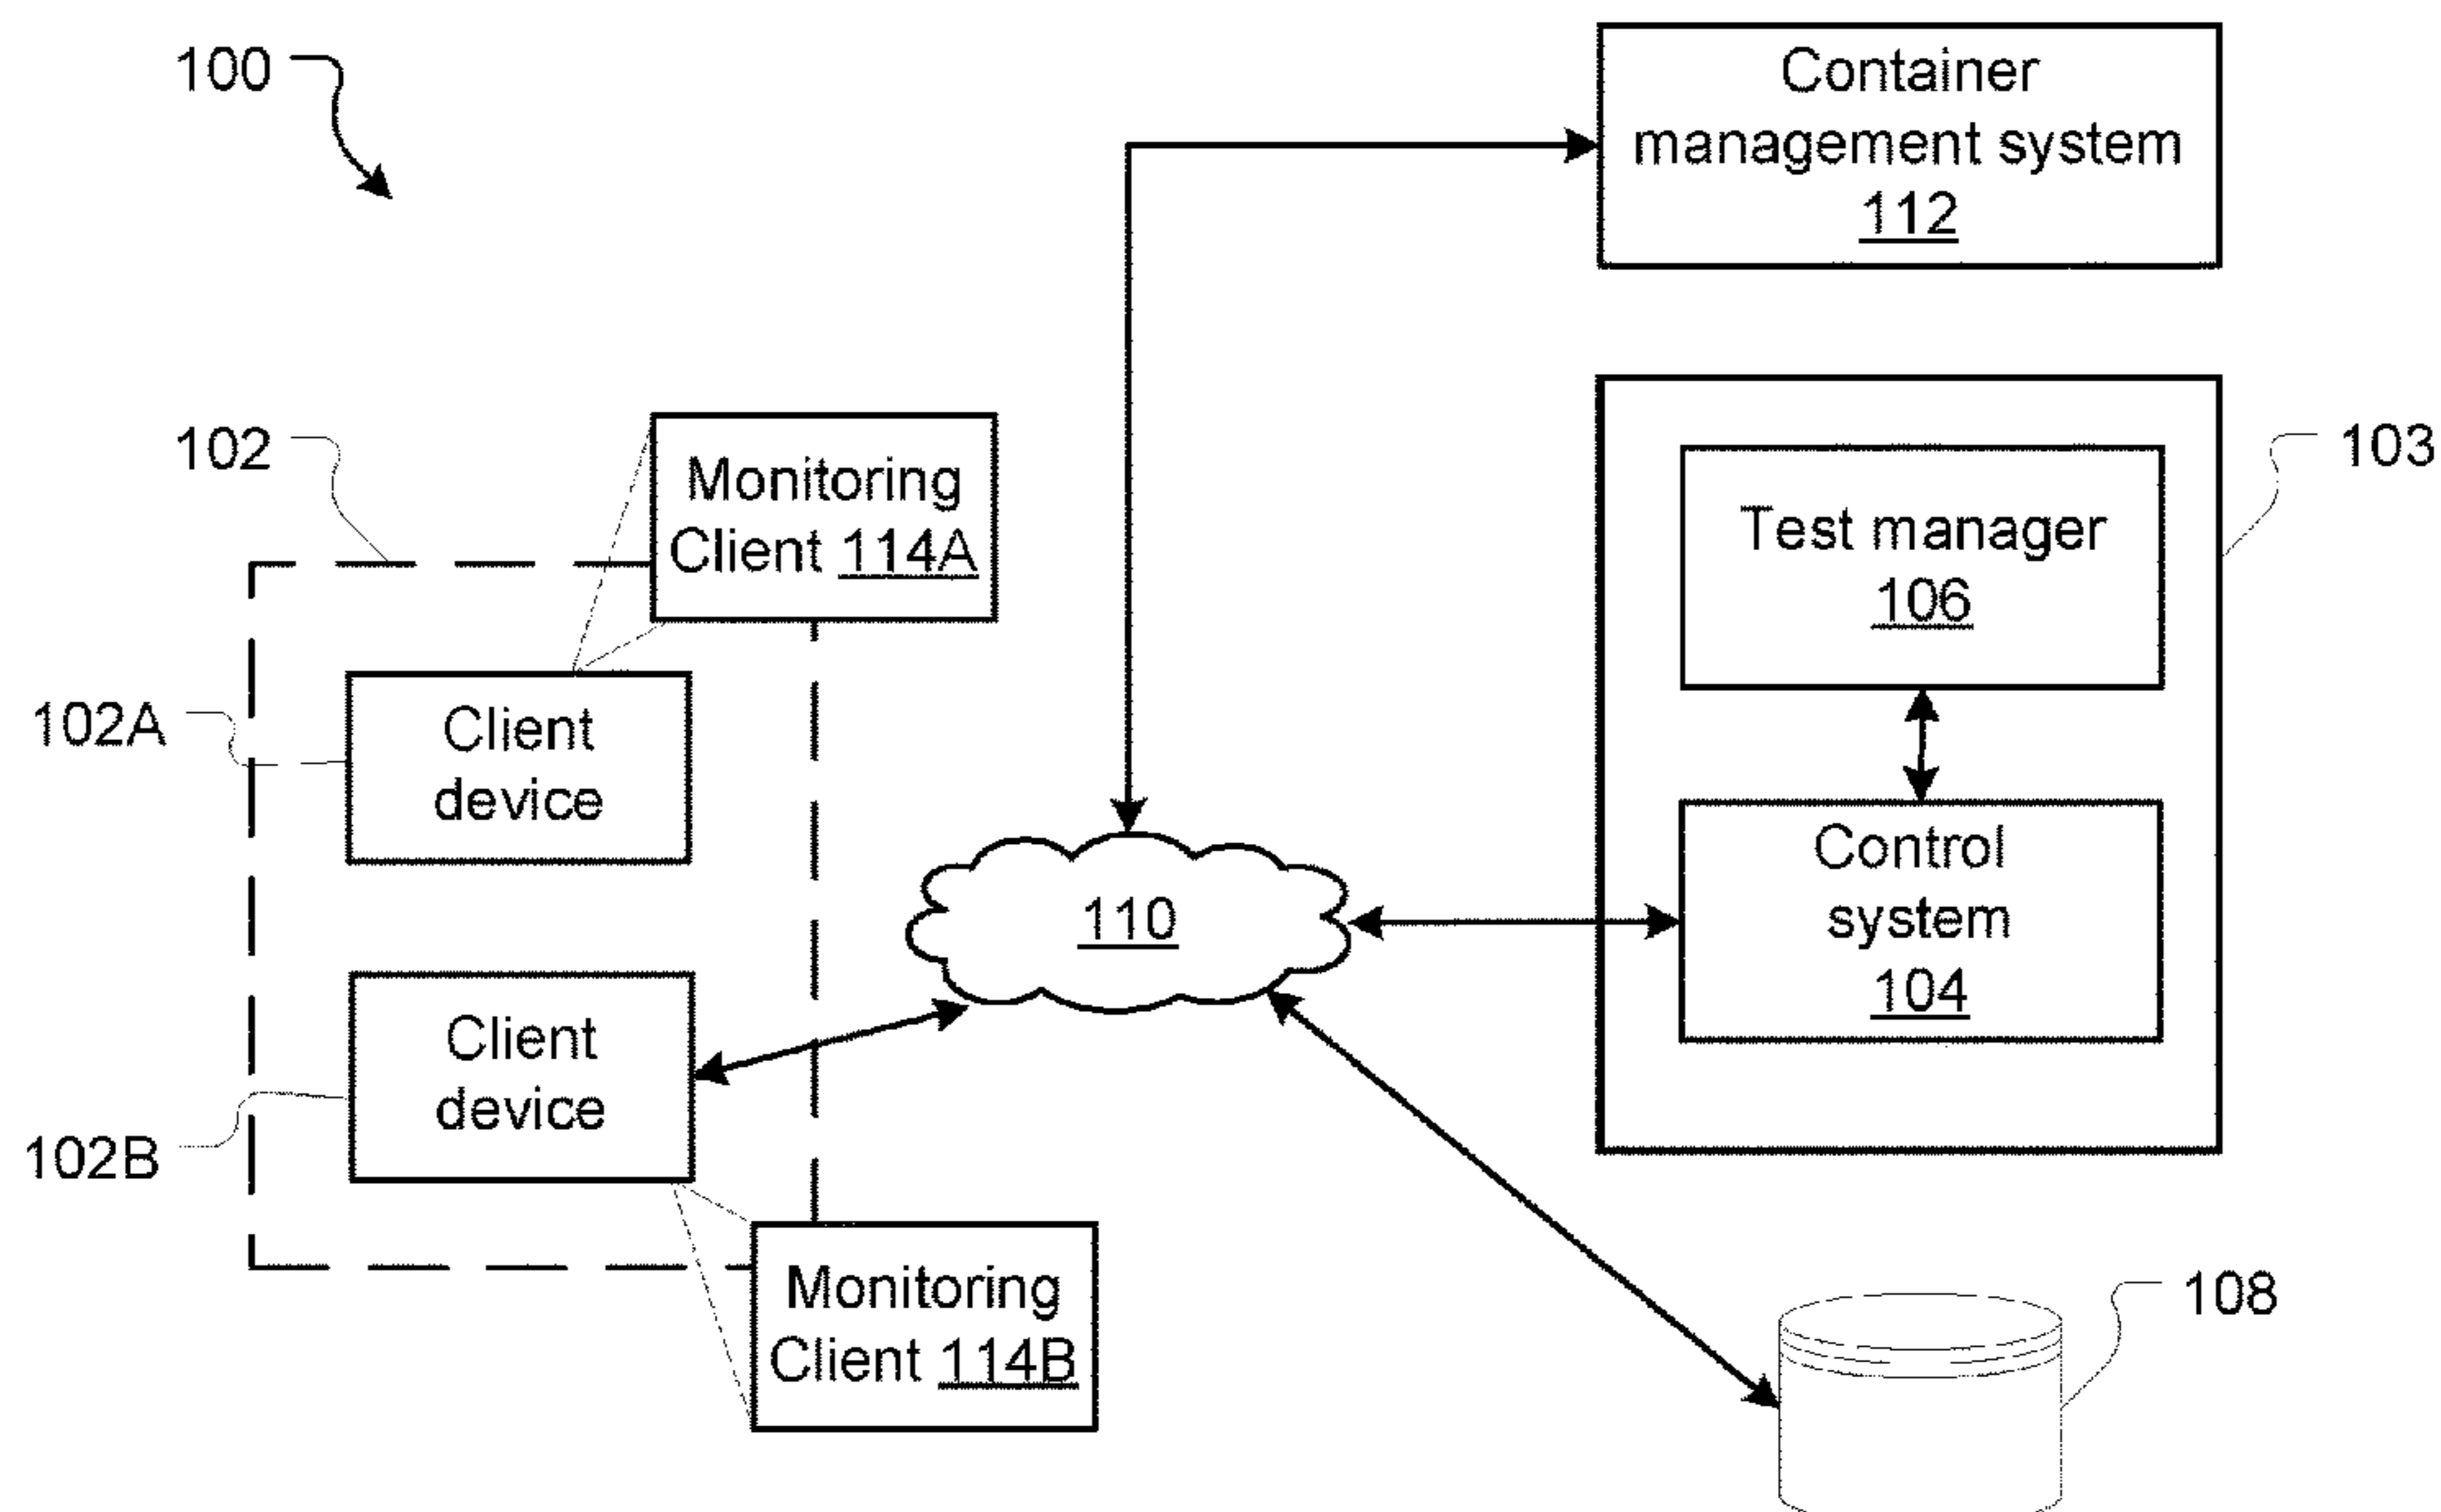 100
Container
management system
112
102
Monitoring
Client 114A
103
Test manager
106
102A
Client
device
Control
system
104
110
Client
device
102B
Monitoring
Client 114B
108